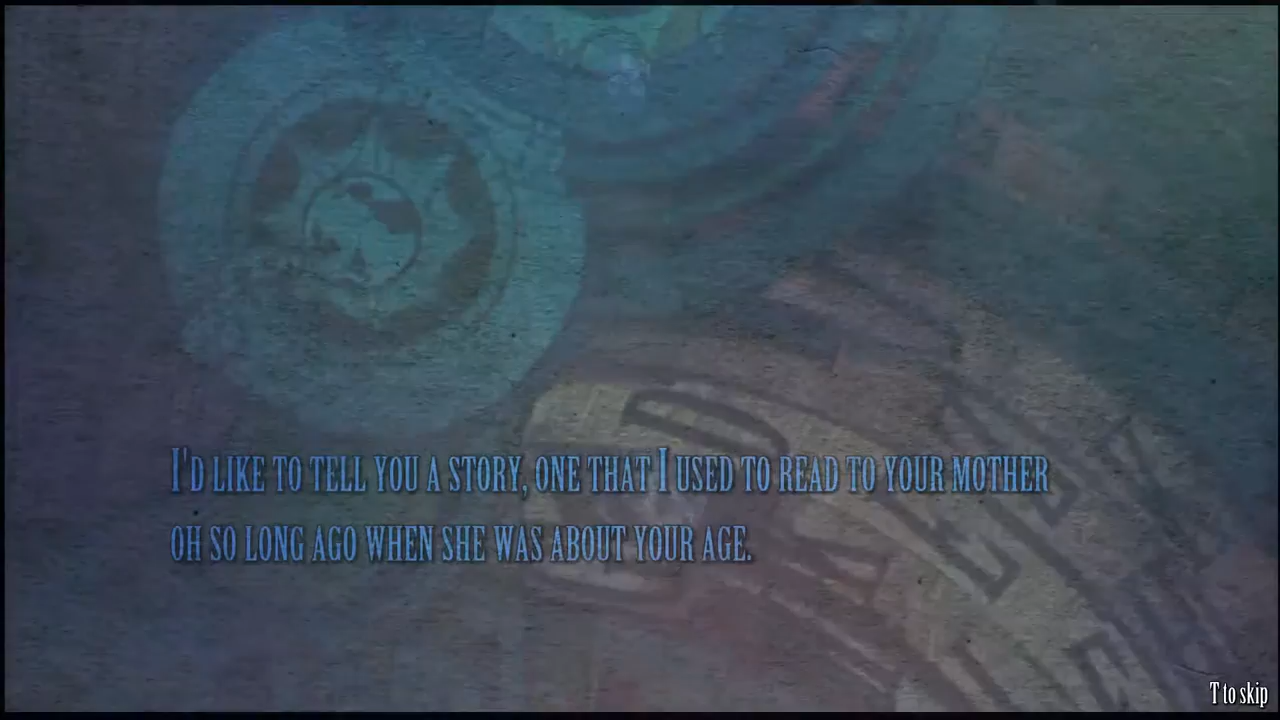 I'D LIKE TO TELL YOU A STORY, ONE THAT I USED TO READ TO YOUR MOTHER
OH SO LONG AGO WHEN SHE WAS ABOUT YOUR AGE.
T to skip